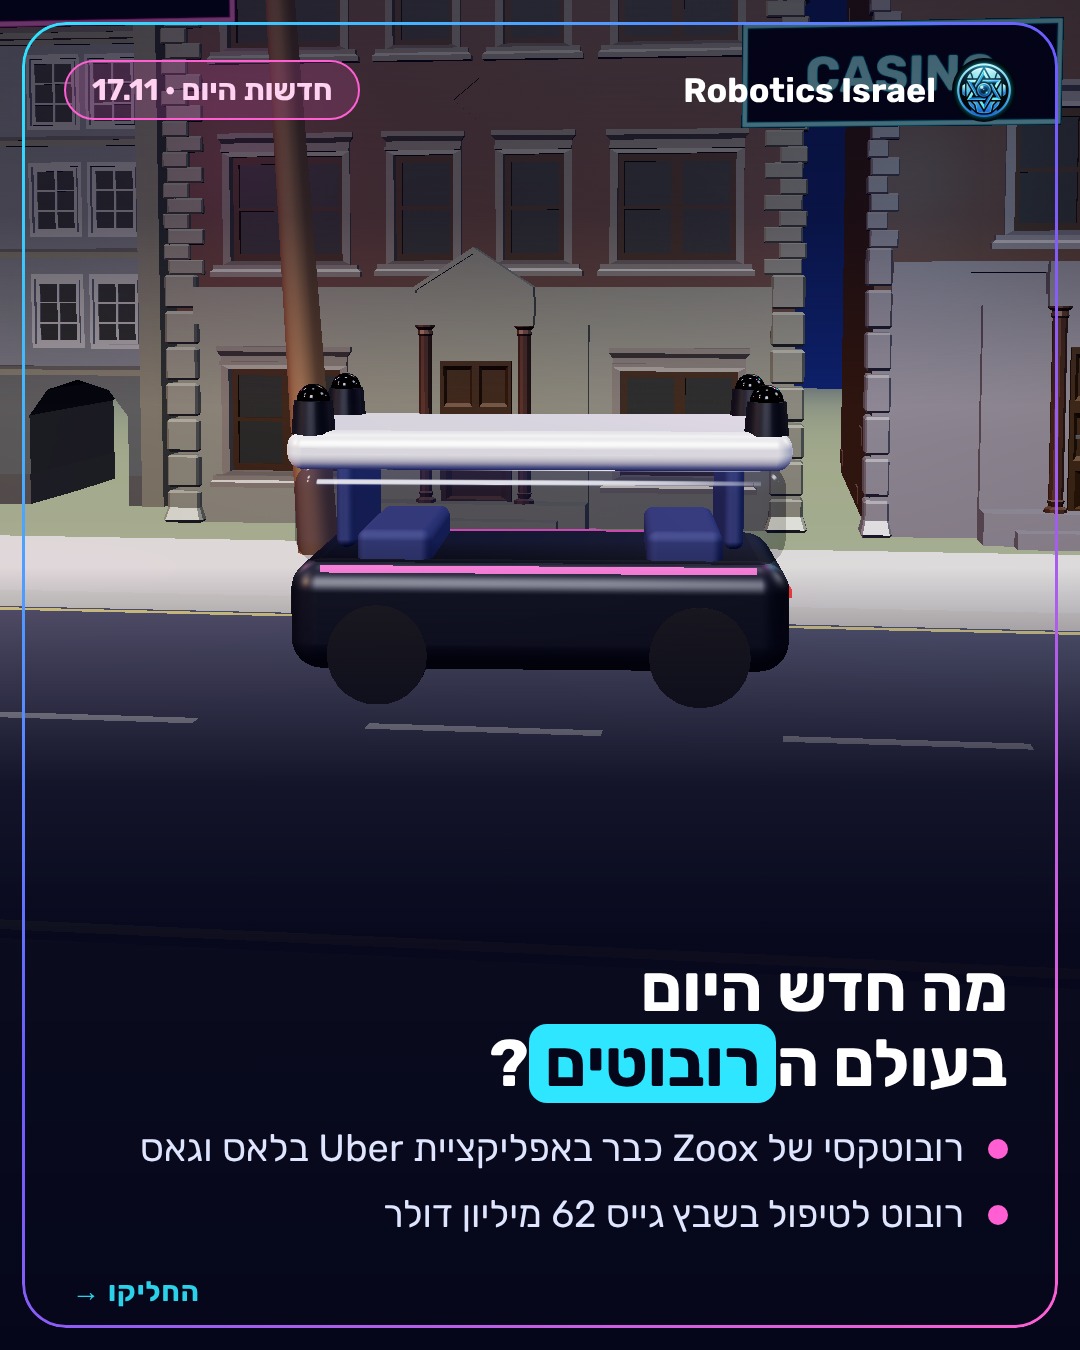 Robotics Israel
חדשות היום • 17.11
CASINO
מה חדש היום
בעולם הרובוטים?
רובוטקסי של Zoox כבר באפליקציית Uber בלאס וגאס
רובוט לטיפול בשבץ גייס 62 מיליון דולר
החליקו →